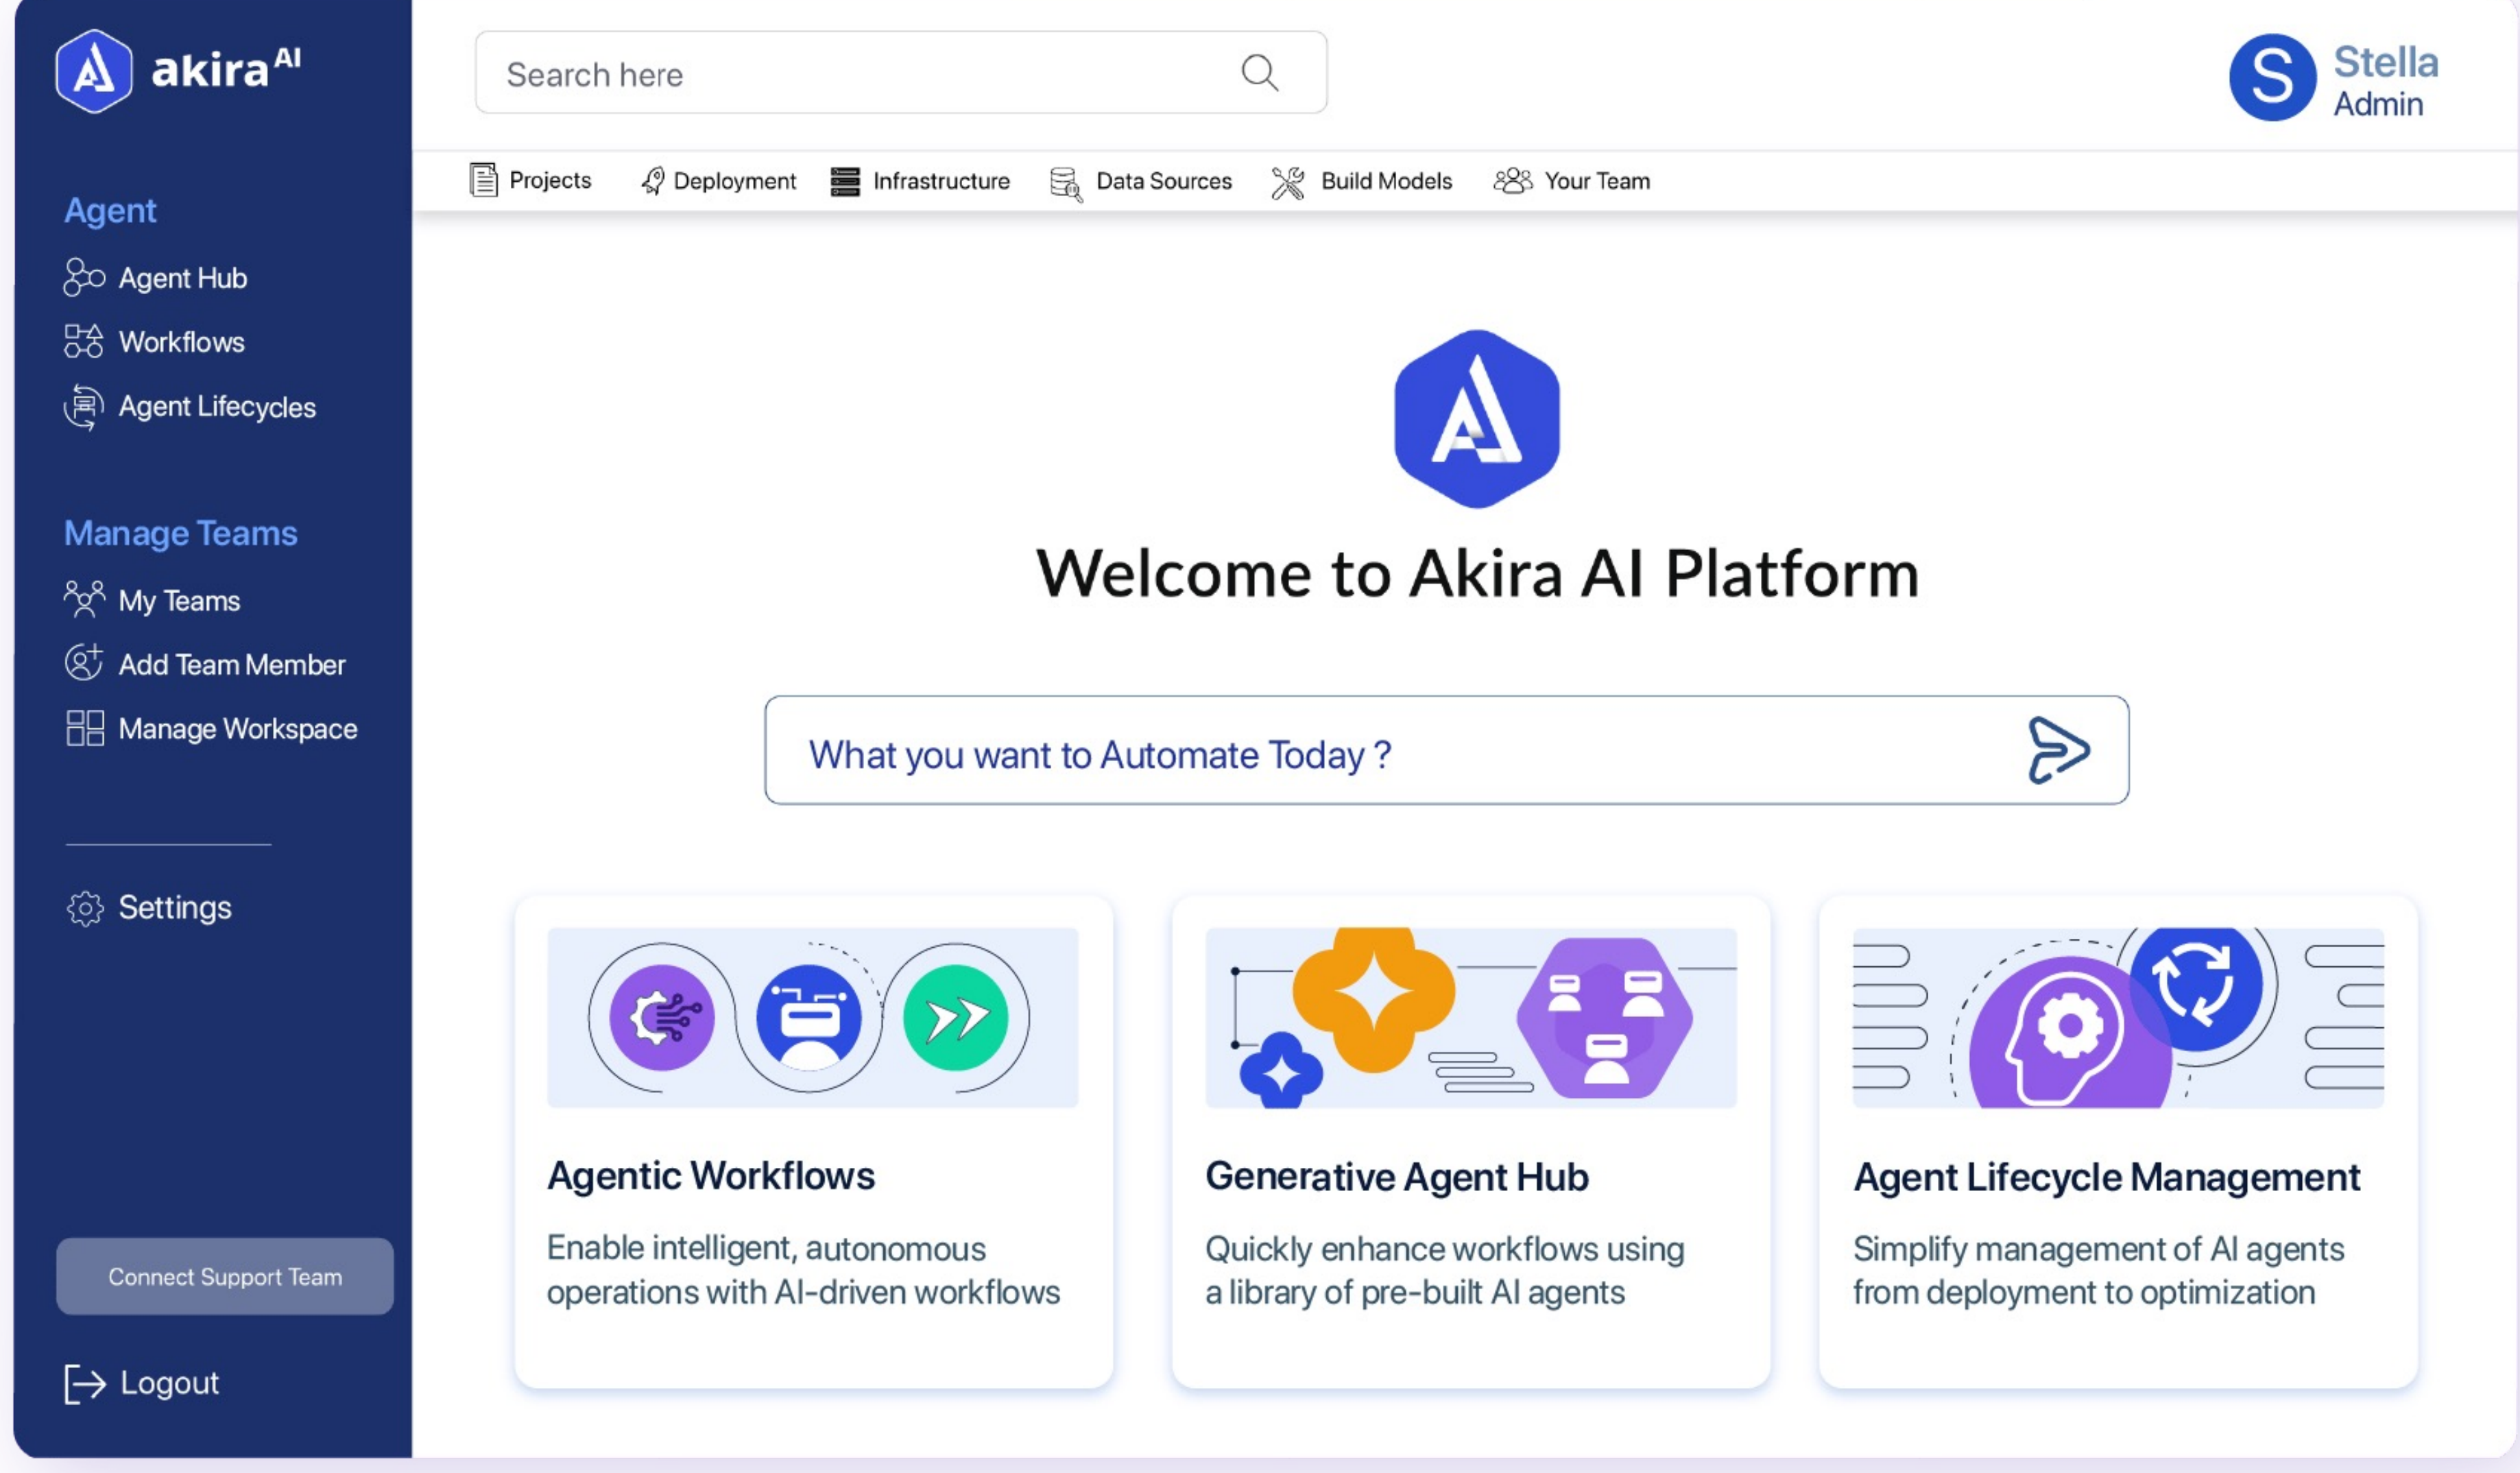 akira AI
Agent
Agent Hub
Workflows
Agent Lifecycles
Manage Teams
My Teams
Add Team Member
Manage Workspace
Settings
Connect Support Team
Logout
Search here
S
Stella
Admin
Projects Deployment Infrastructure Data Sources Build Models Your Team
Welcome to Akira AI Platform
What you want to Automate Today ?
Agentic Workflows
Enable intelligent, autonomous
operations with AI-driven workflows
Generative Agent Hub
Quickly enhance workflows using
a library of pre-built AI agents
Agent Lifecycle Management
Simplify management of AI agents
from deployment to optimization